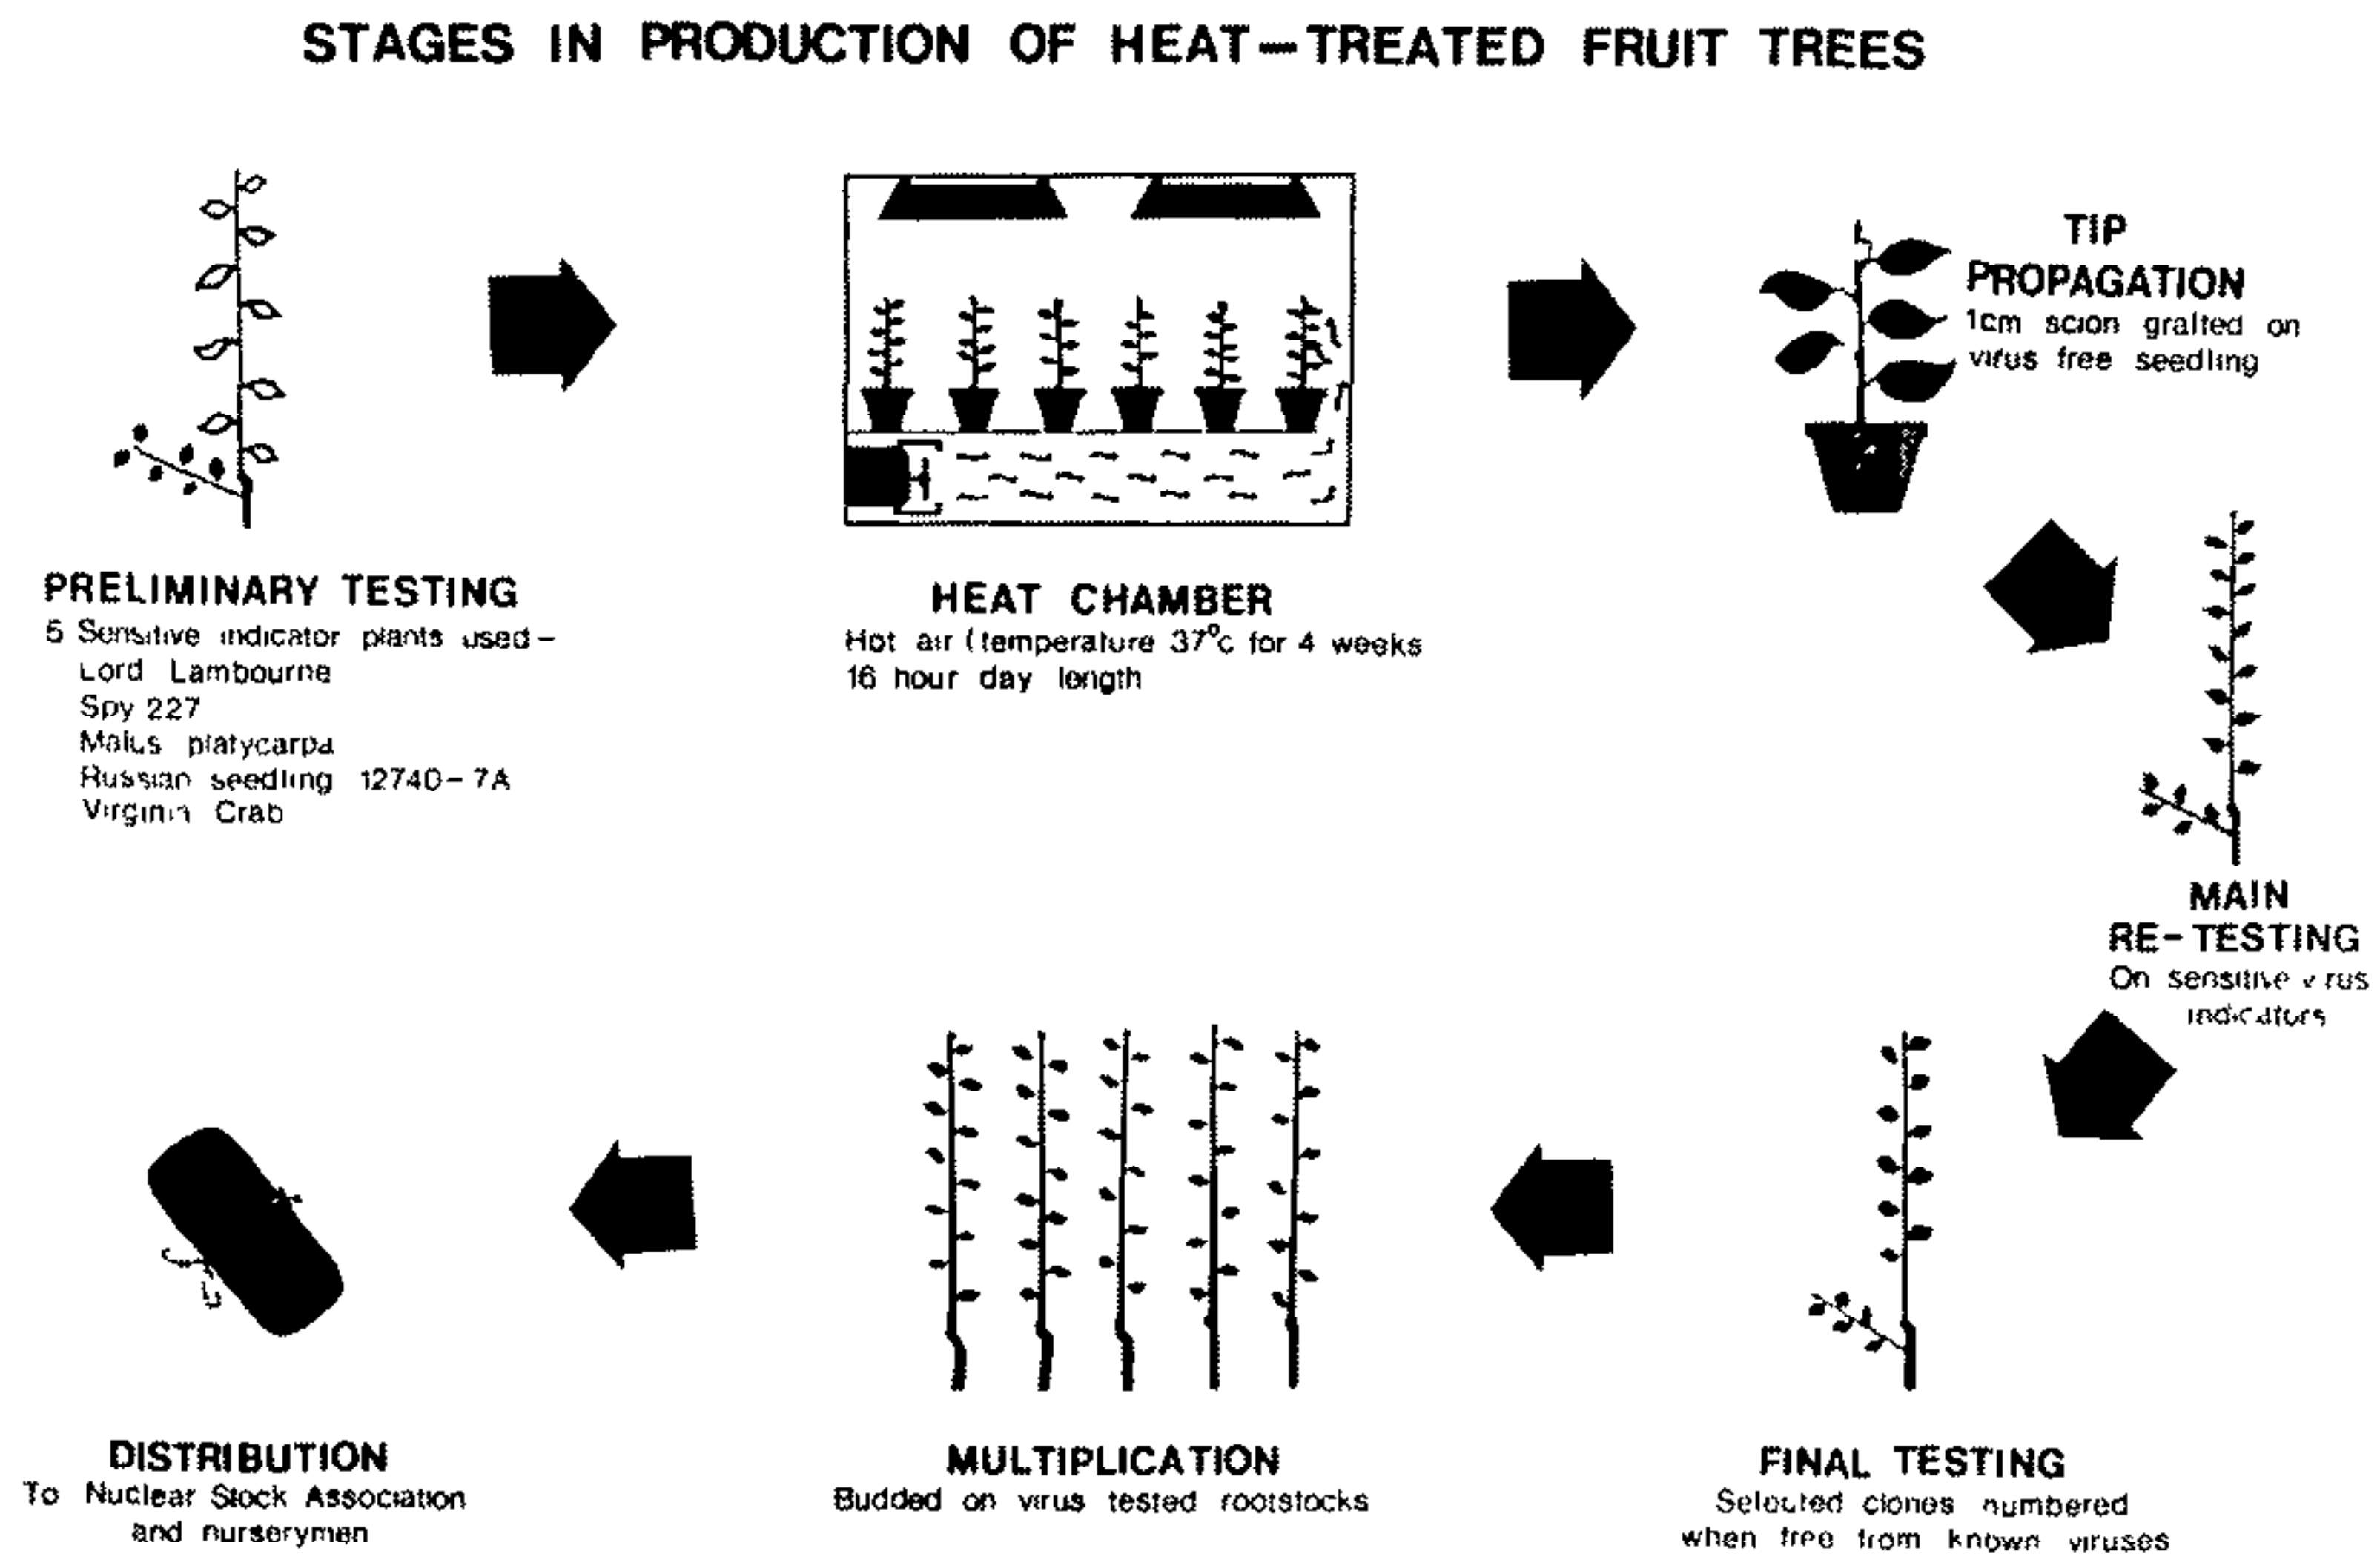 STAGES IN PRODUCTION OF HEAT-TREATED FRUIT TREES
TIP
PROPAGATION
1cm scion grafted on
virus free seedling
PRELIMINARY TESTING
5 Sensitive indicator plants used-
Lord Lambourne
Spy 227
Malus platycarpa
Russian seedling 12740-7A
Virginia Crab
HEAT CHAMBER
Hot air (temperature 37°c for 4 weeks
16 hour day length
MAIN
RE-TESTING
On sensitive virus
indicators
DISTRIBUTION
To Nuclear Stock Association
and nurserymen
MULTIPLICATION
Budded on virus tested rootstocks
FINAL TESTING
Selected clones numbered
when free from known viruses